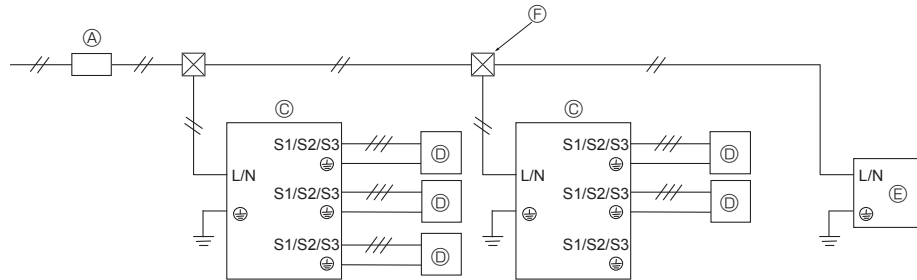 Ⓐ
Ⓕ
Ⓒ
S1/S2/S3
Ⓓ
L/N
S1/S2/S3
Ⓓ
S1/S2/S3
Ⓓ
Ⓒ
S1/S2/S3
Ⓓ
L/N
S1/S2/S3
Ⓓ
S1/S2/S3
L/N
Ⓔ